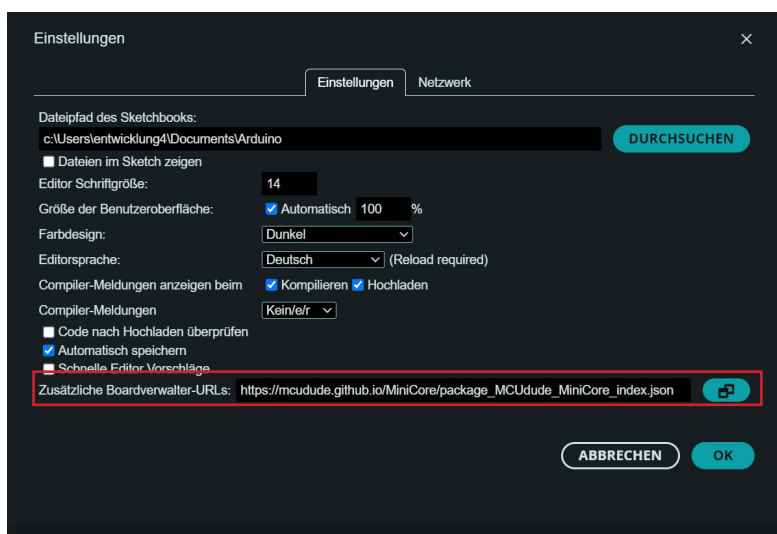 Einstellungen
Einstellungen Netzwerk
Dateipfad des Sketchbooks:
c:\Users\entwicklung4\Documents\Arduino DURCHSUCHEN
Dateien im Sketch zeigen
Editor Schriftgröße: 14
Größe der Benutzeroberfläche: Automatisch 100 %
Farbdesign: Dunkel
Editorsprache: Deutsch (Reload required)
Compiler-Meldungen anzeigen beim Kompilieren Hochladen
Compiler-Meldungen Kein/e/r
Code nach Hochladen überprüfen
Automatisch speichern
Schnelle Editor Vorschläge
Zusätzliche Boardverwalter-URLs: https://mcudude.github.io/MiniCore/package_MCUdude_MiniCore_index.json
ABBRECHEN OK